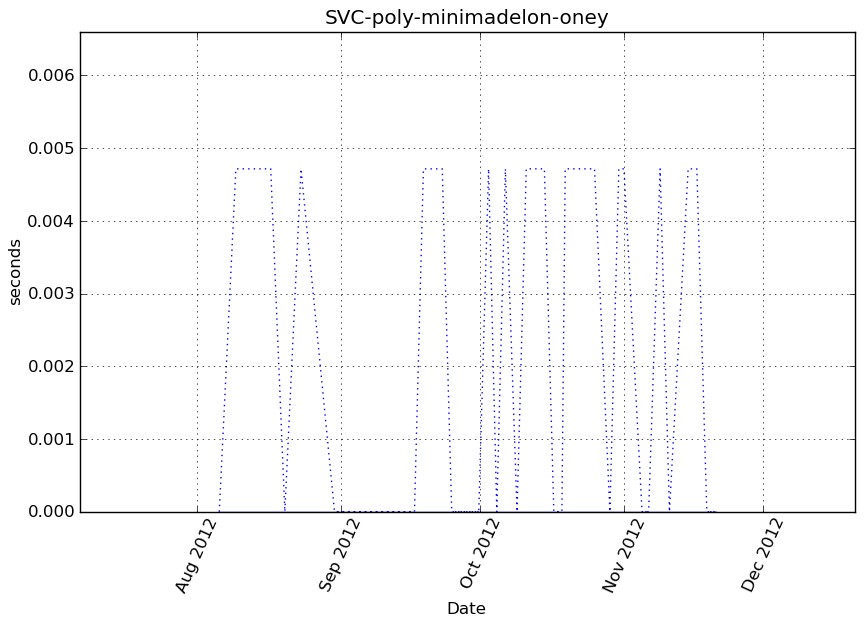 SVC-poly-minimadelon-oney
0.006
0.005
0.004
0.003
0.002
0.001
0.000
seconds
Aug 2012
Sep 2012
Oct 2012
Nov 2012
Dec 2012
Date